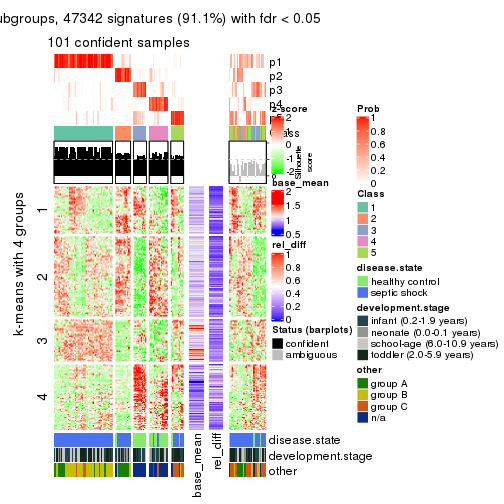 ubgroups, 47342 signatures (91.1%) with fdr < 0.05
101 confident samples
p1
p2
p3
p4
z-score
2
1
-1
-2
Silhouette
score
Prob
1
0.8
0.6
0.4
0.2
0
base_mean
2
1.5
1
0.5
Class
1
2
3
4
5
rel_diff
1
0.8
0.6
0.4
0.2
0
disease.state
healthy control
septic shock
development.stage
infant (0.2-1.9 years)
neonate (0.0-0.1 years)
school-age (6.0-10.9 years)
toddler (2.0-5.9 years)
Status (barplots)
confident
ambiguous
other
group A
group B
group C
n/a
k-means with 4 groups
1
2
3
4
disease.state
development.stage
other
base_mean
rel_diff